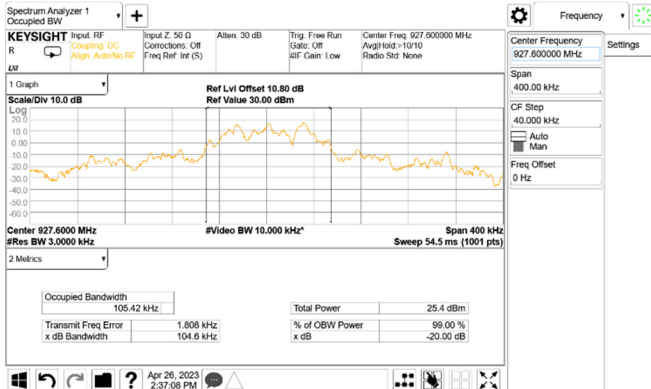 Spectrum Analyzer 1
Occupied BW
+
Frequency
KEYSIGHT
R
LXI
Input: RF
Coupling: DC
Align: Auto/No RF
Input Z: 50 Ω
Corrections: Off
Freq Ref: Int (S)
Atten: 30 dB
Trig: Free Run
Gate: Off
#IF Gain: Low
Center Freq: 927.600000 MHz
Avg|Hold:>10/10
Radio Std: None
Center Frequency
927.600000 MHz
Settings
Span
400.00 kHz
CF Step
40.000 kHz
Auto
Man
Freq Offset
0 Hz
1 Graph
Scale/Div 10.0 dB
Ref Lvl Offset 10.80 dB
Ref Value 30.00 dBm
Log
20.0
10.0
0.00
-10.0
-20.0
-30.0
-40.0
-50.0
-60.0
Center 927.6000 MHz
#Res BW 3.0000 kHz
#Video BW 10.000 kHz*
Span 400 kHz
Sweep 54.5 ms (1001 pts)
2 Metrics
Occupied Bandwidth
105.42 kHz
Transmit Freq Error 1.808 kHz
x dB Bandwidth 104.6 kHz
Total Power 25.4 dBm
% of OBW Power 99.00 %
x dB -20.00 dB
?
Apr 26, 2023
2:37:08 PM